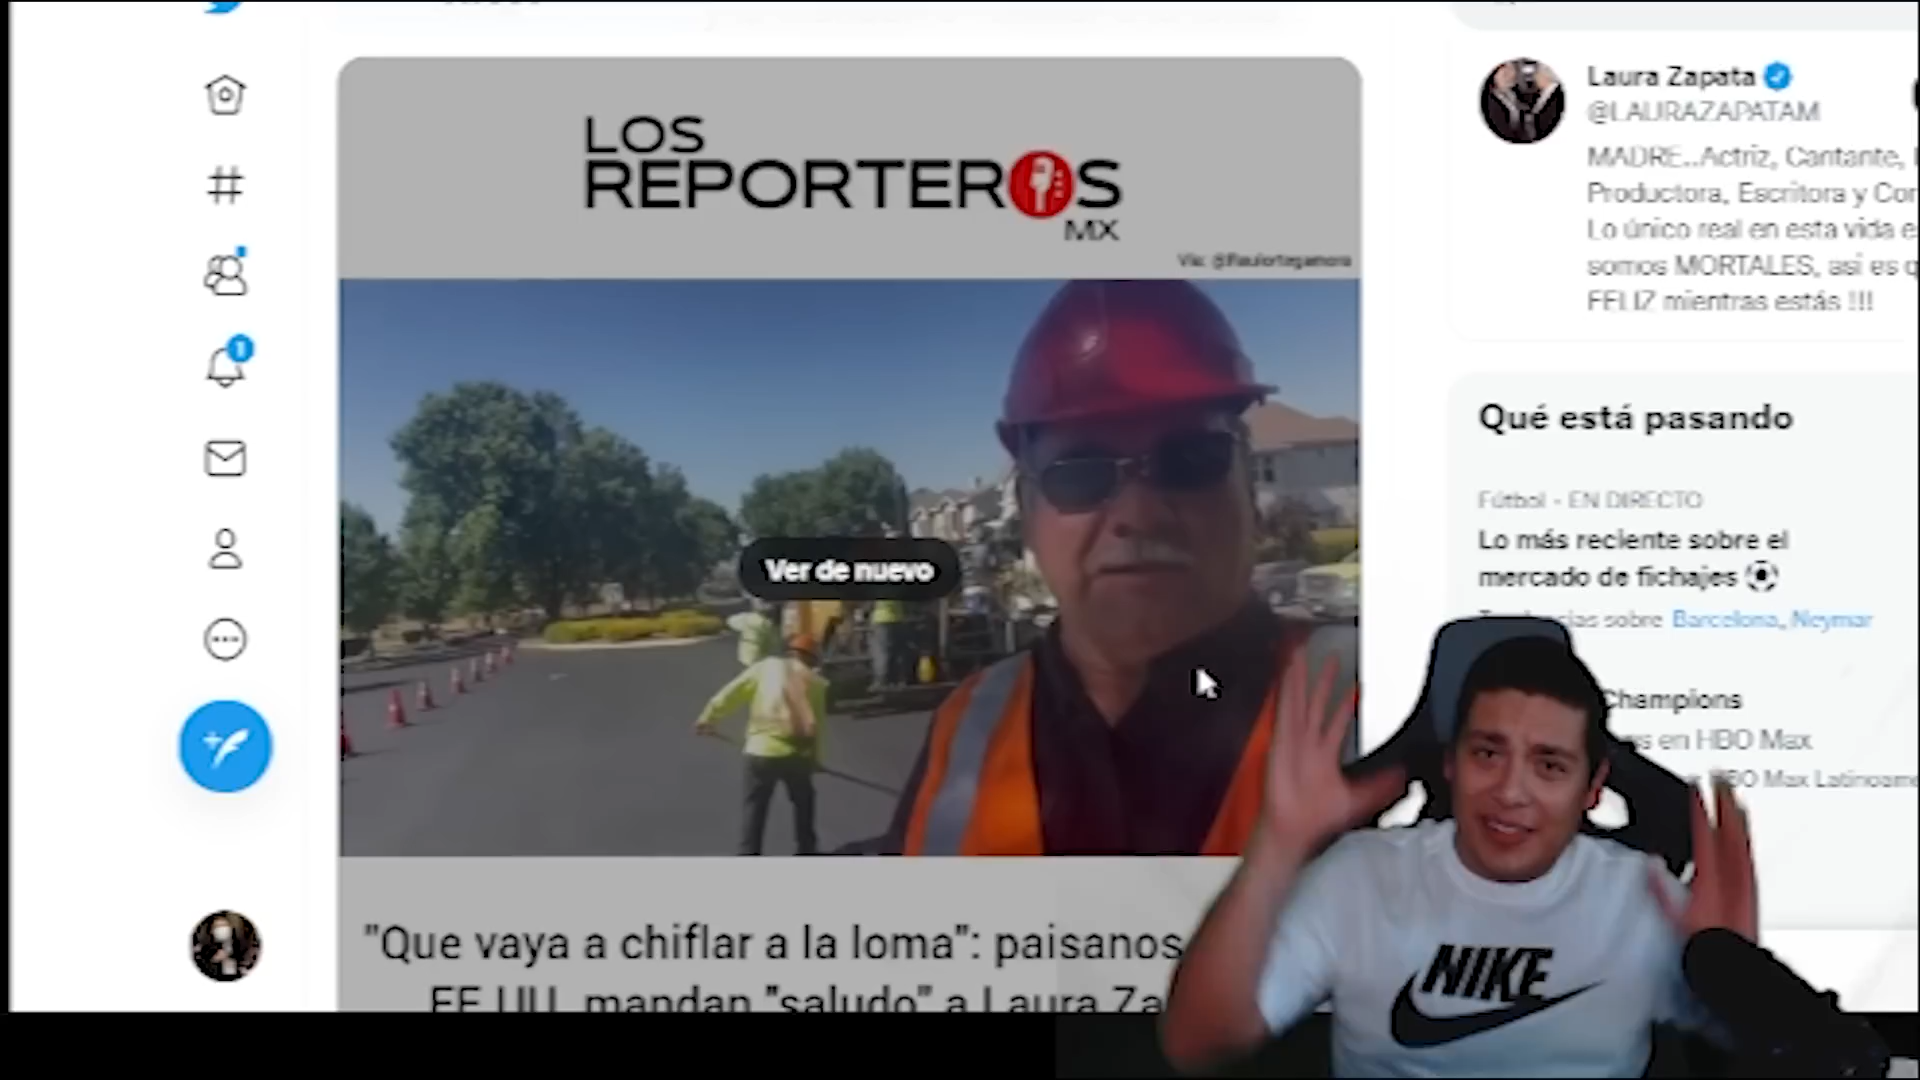 LOS
REPORTEROS
MX
Vía: @Raulortegamora
Ver de nuevo
"Que vaya a chiflar a la loma": paisanos
EE.UU. mandan "saludo" a Laura Za
1
Laura Zapata
@LAURAZAPATAM
MADRE..Actriz, Cantante,
Productora, Escritora y Con
Lo único real en esta vida e
somos MORTALES, asi es q
FELIZ mientras estás !!!
Qué está pasando
Fútbol - EN DIRECTO
Lo más reciente sobre el
mercado de fichajes
sobre Barcelona, Neymar
Champions
en HBO Max
HBO Max Latinoame
NIKE